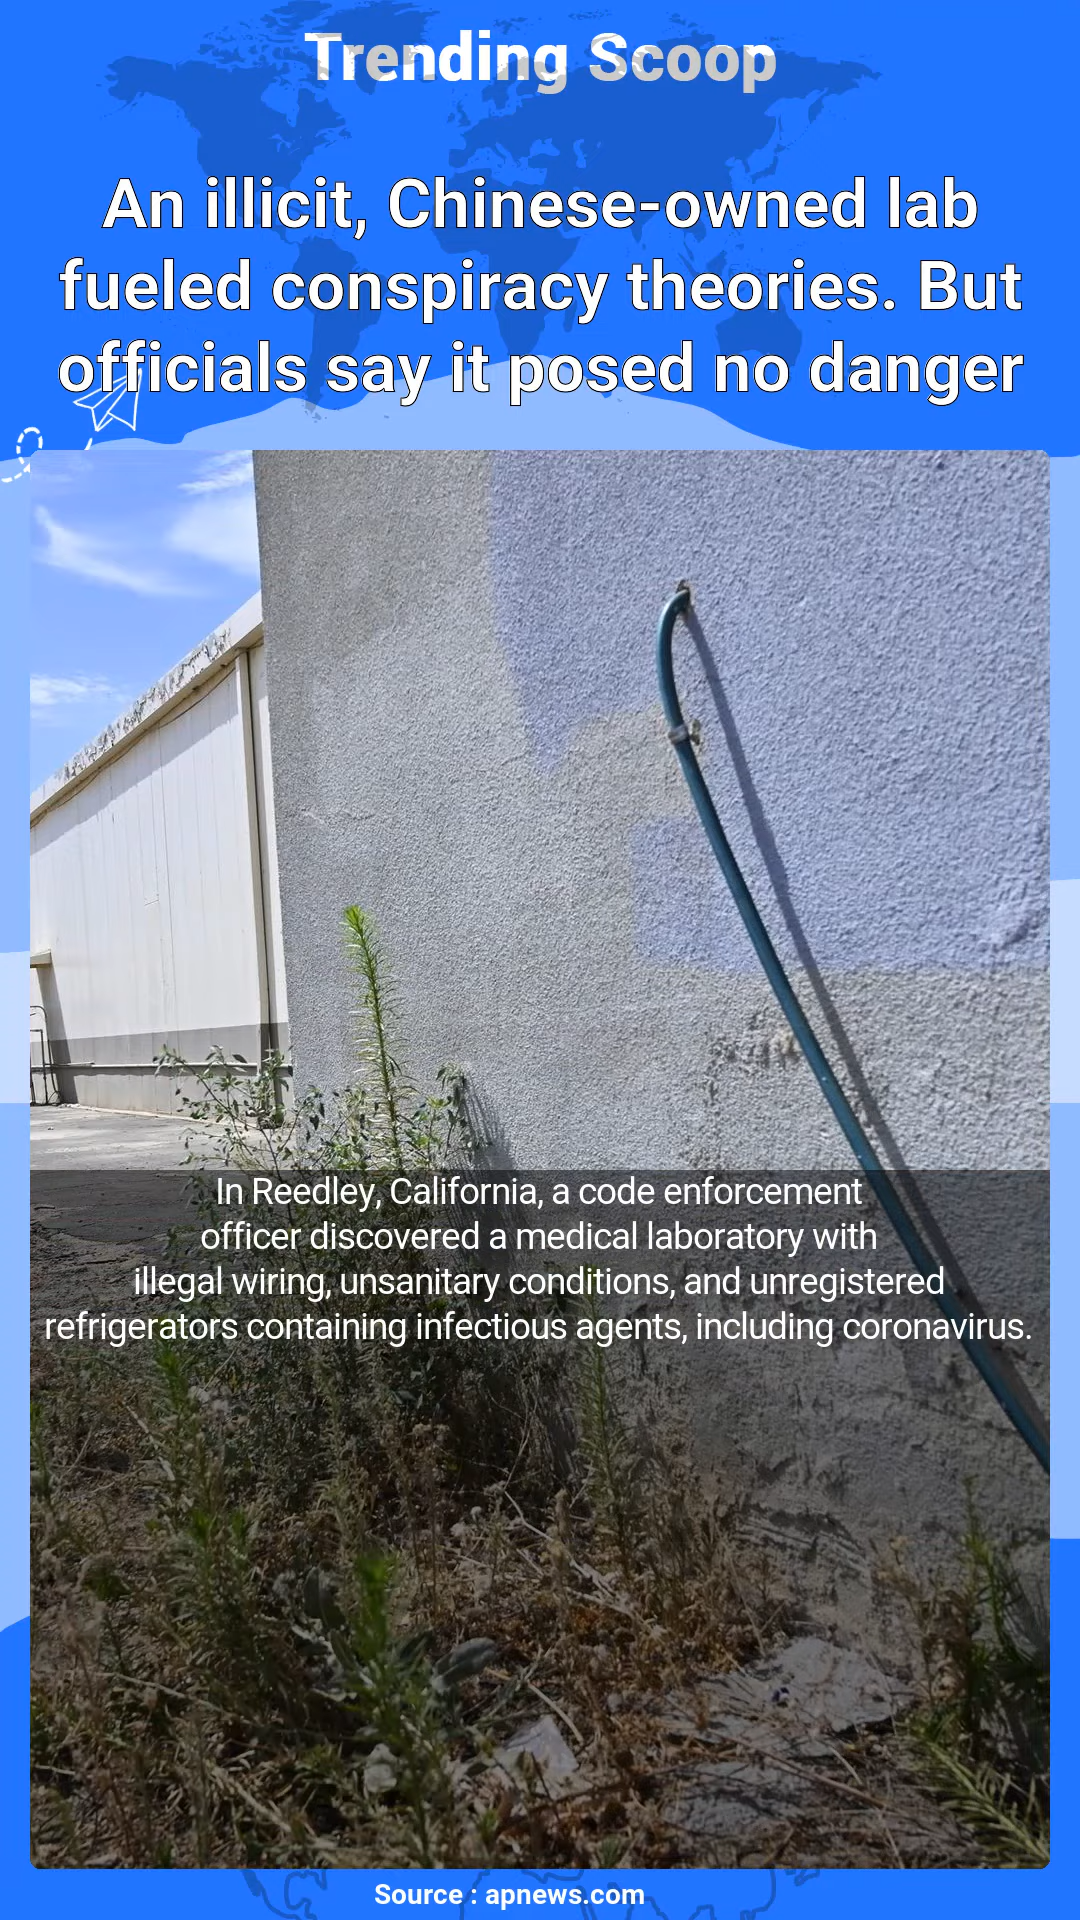 Trending Scoop
An illicit, Chinese-owned lab
fueled conspiracy theories. But
officials say it posed no danger
In Reedley, California, a code enforcement
officer discovered a medical laboratory with
illegal wiring, unsanitary conditions, and unregistered
refrigerators containing infectious agents, including coronavirus.
Source : apnews.com